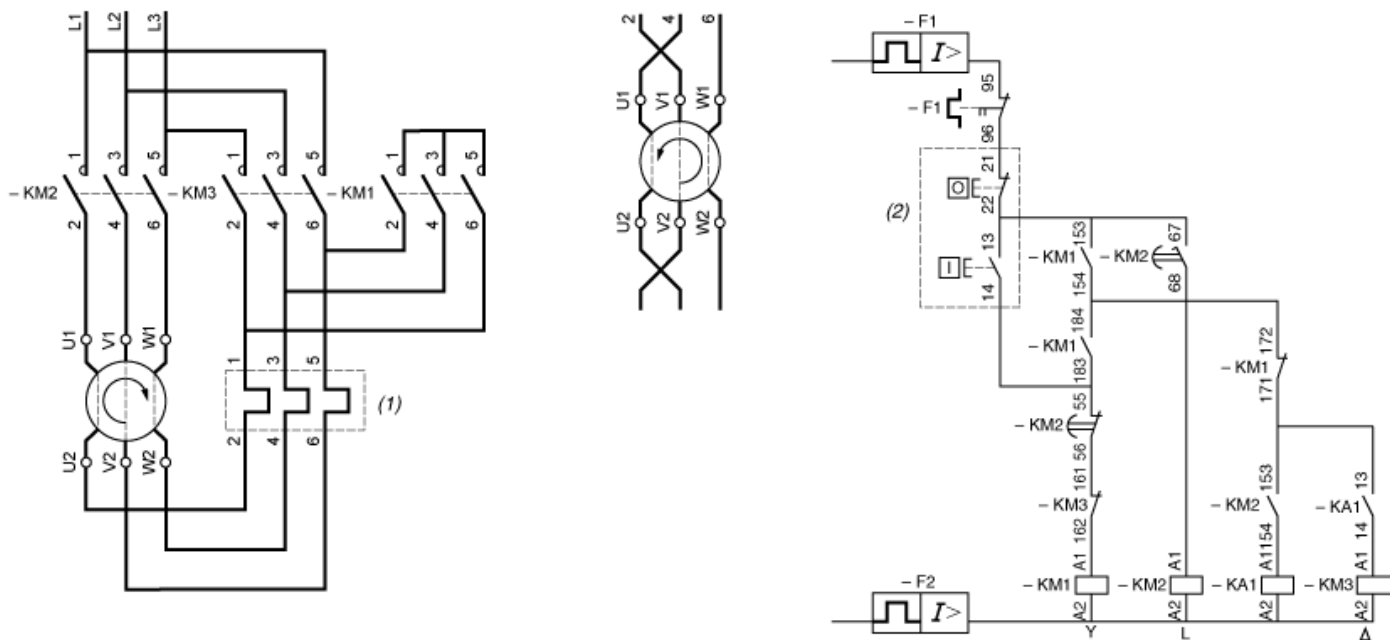 L1 L2 L3
1 3 5 1 3 5 1 3 5
– KM2 – KM3 – KM1
2 4 6 2 4 6 2 4 6
U1 V1 W1
1 3 5
(1)
2 4 6
U2 V2 W2
2 4 6
U1 V1 W1
U2 V2 W2
– F1
I>
95
– F1
96
21
O
22
(2)
13
I
14
153
– KM1
154
67
– KM2
68
184
– KM1
183
172
– KM1
171
55
– KM2
56
161
– KM3
162
153
– KM2
154
13
– KA1
14
A1 A1 A1 A1
– KM1 – KM2 – KA1 – KM3
A2 A2 A2 A2
– F2
I>
Y L Δ